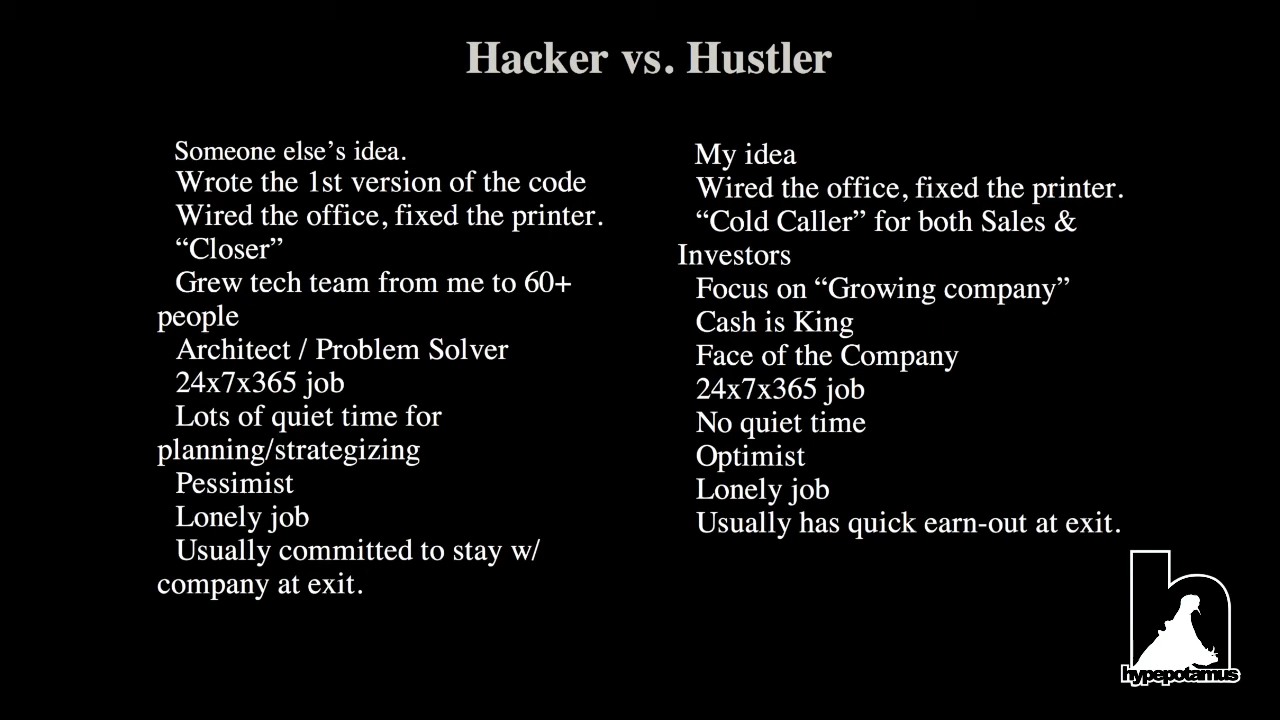 Hacker vs. Hustler
Someone else’s idea.
Wrote the 1st version of the code
Wired the office, fixed the printer.
“Closer”
Grew tech team from me to 60+
people
Architect / Problem Solver
24x7x365 job
Lots of quiet time for
planning/strategizing
Pessimist
Lonely job
Usually committed to stay w/
company at exit.
My idea
Wired the office, fixed the printer.
“Cold Caller” for both Sales &
Investors
Focus on “Growing company”
Cash is King
Face of the Company
24x7x365 job
No quiet time
Optimist
Lonely job
Usually has quick earn-out at exit.
hypepotamus